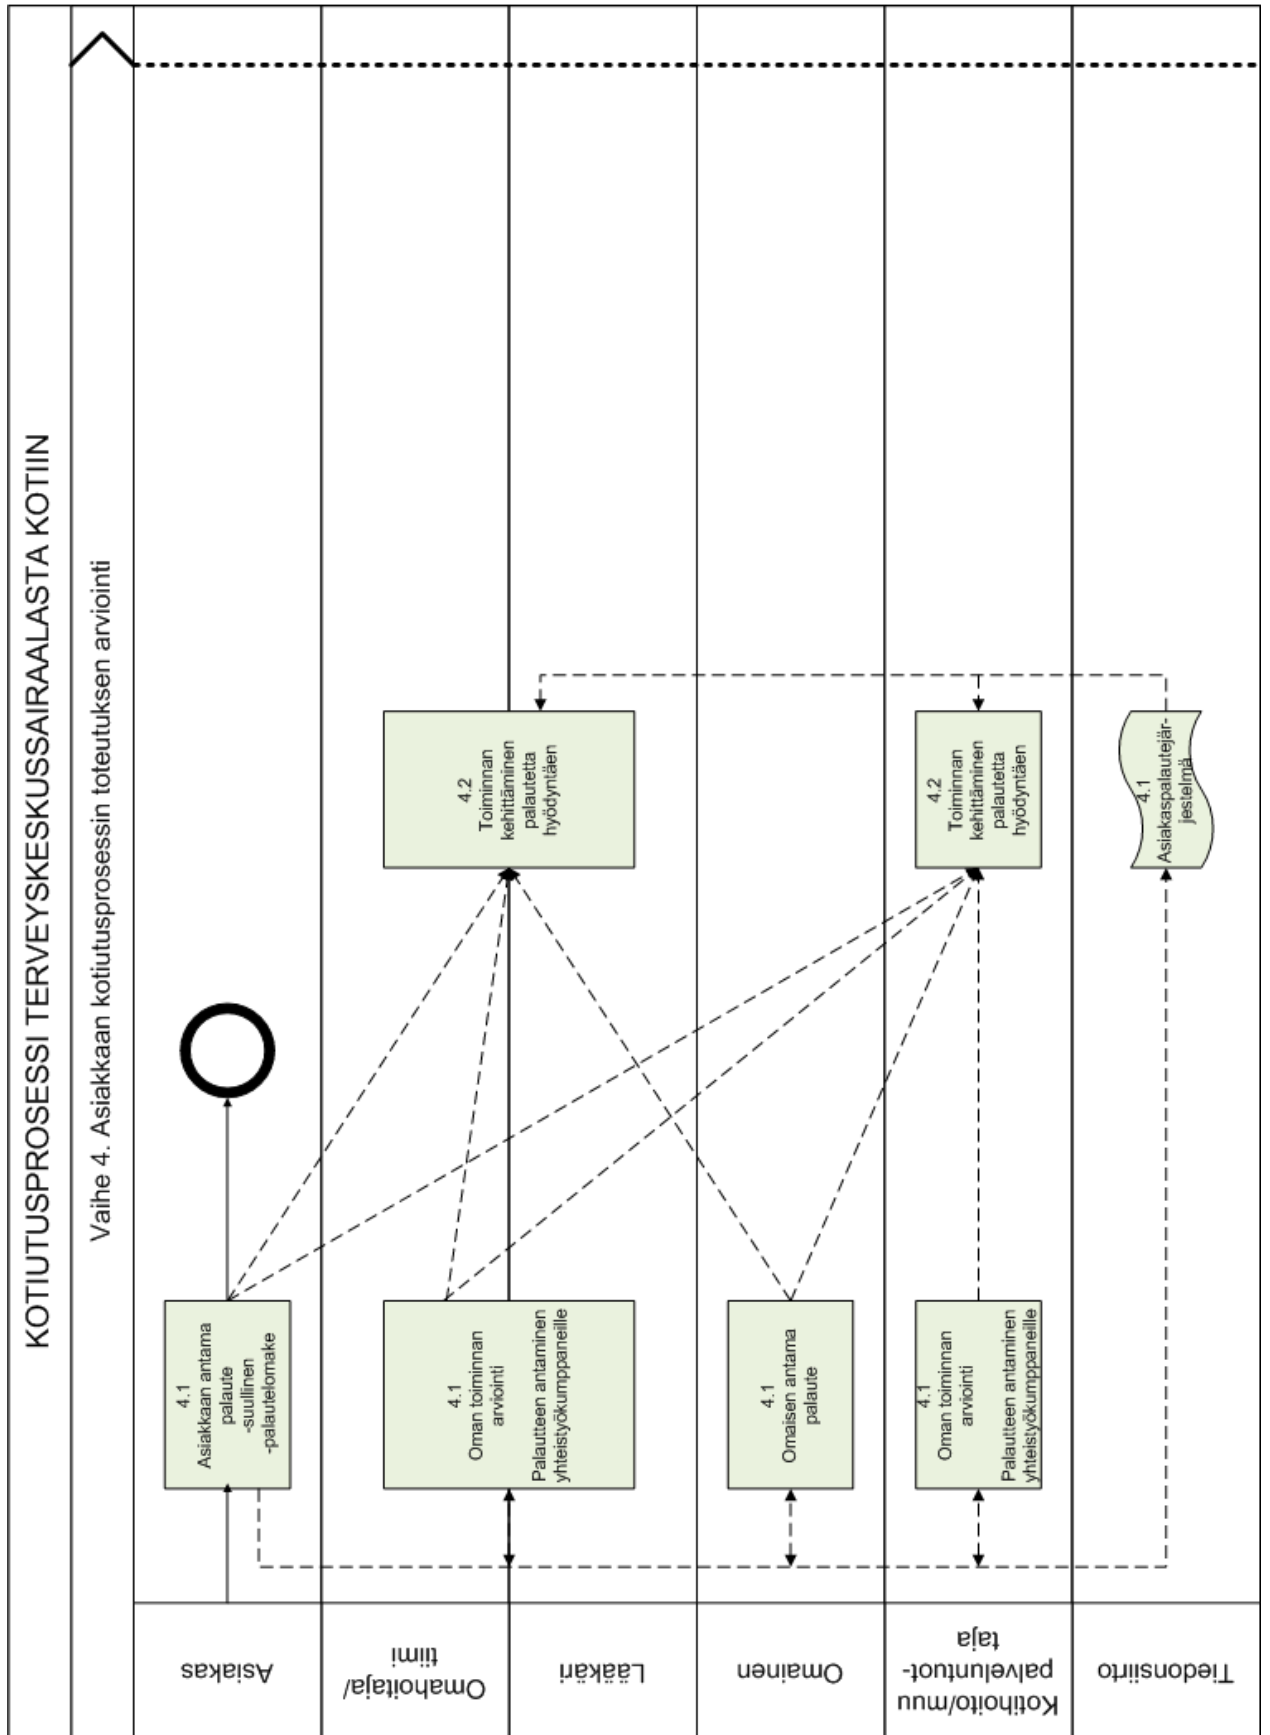 KOTIUTUSPROSESSI TERVEYSKESKUSSAIRAALASTA KOTIIN
Vaihe 4. Asiakkaan kotiutusprosessin toteutuksen arviointi
Asiakas
4.1
Asiakkaan antama
palaute
-suullinen
-palautelomake
Omahoitaja/
tiimi
Lääkäri
4.1
Oman toiminnan
arviointi
Palautteen antaminen
yhteistyökumppaneille
4.2
Toiminnan
kehittäminen
palautetta
hyödyntäen
Omainen
4.1
Omaisen antama
palaute
Kotihoito/muu
palveluntuot-
taja
4.1
Oman toiminnan
arviointi
Palautteen antaminen
yhteistyökumppaneille
4.2
Toiminnan
kehittäminen
palautetta
hyödyntäen
Tiedonsiirto
4.1
Asiakaspalautejär-
jestelmä